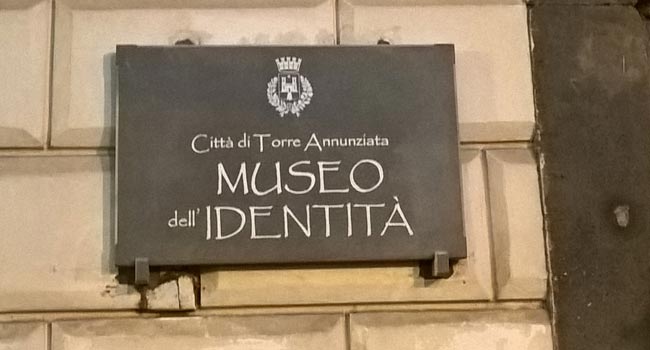 Città di Torre Annunziata
MUSEO
dell' IDENTITÀ